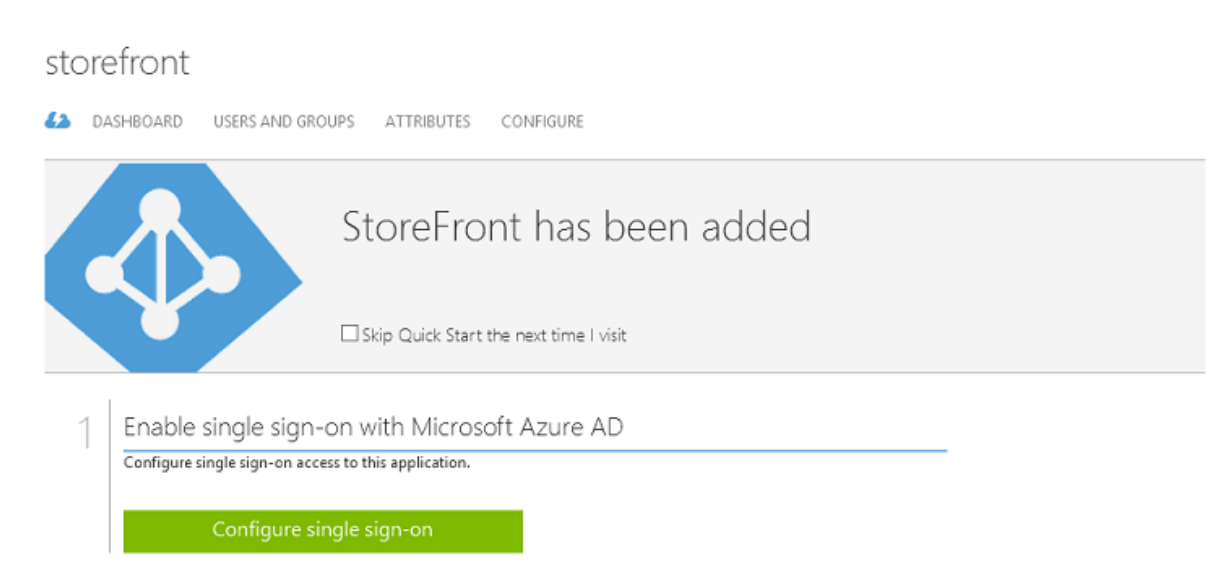 storefront
DASHBOARD USERS AND GROUPS ATTRIBUTES CONFIGURE
StoreFront has been added
Skip Quick Start the next time I visit
1 Enable single sign-on with Microsoft Azure AD
Configure single sign-on access to this application.
Configure single sign-on